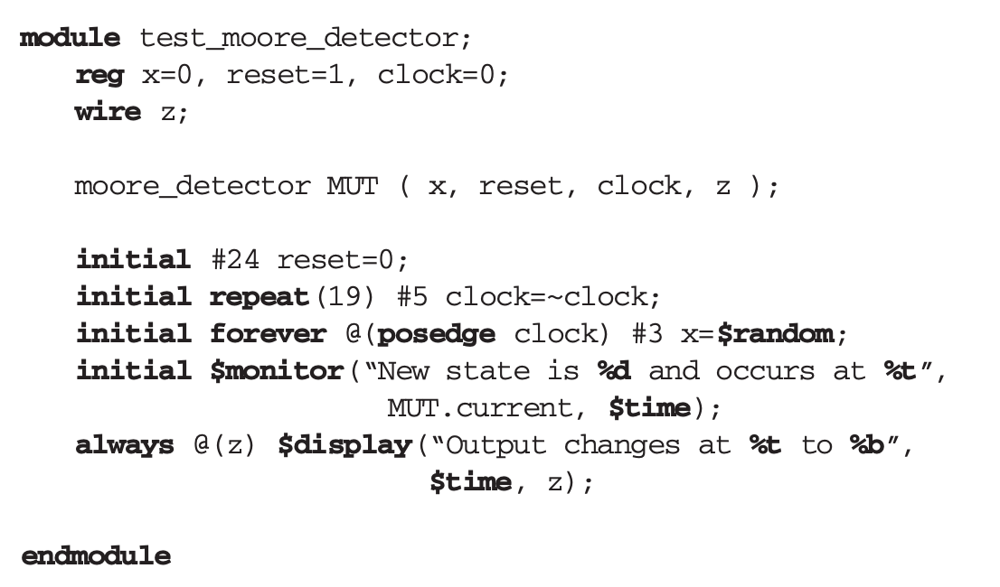 module test_moore_detector;
reg x=0, reset=1, clock=0;
wire z;
moore_detector MUT ( x, reset, clock, z );
initial #24 reset=0;
initial repeat(19) #5 clock=~clock;
initial forever @(posedge clock) #3 x=$random;
initial $monitor(“New state is %d and occurs at %t”,
MUT.current, $time);
always @(z) $display(“Output changes at %t to %b”,
$time, z);
endmodule